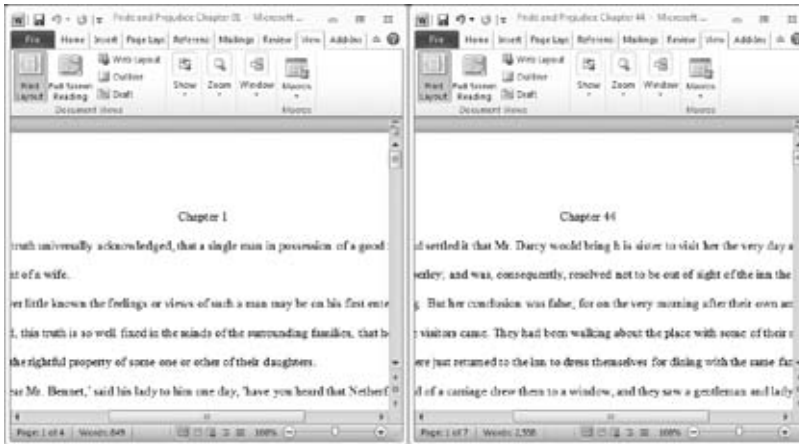 Pride and Prejudice Chapter 01 - Microsoft ...
File Home Insert Page Layo Referenc Mailings Review View Add-Ins
Print Layout
Full Screen Reading
Web Layout
Outline
Draft
Show
Zoom
Window
Macros
Document Views
Macros
Chapter 1
truth universally acknowledged, that a single man in possession of a good
nt of a wife.
ver little known the feelings or views of such a man may be on his first ente
l, this truth is so well fixed in the minds of the surrounding families, that h
the rightful property of some one or other of their daughters.
ear Mr. Bennet,' said his lady to him one day, 'have you heard that Netherf
Page: 1 of 4 Words: 849 100%
Pride and Prejudice Chapter 44 - Microsoft ...
File Home Insert Page Layo Referenc Mailings Review View Add-Ins
Print Layout
Full Screen Reading
Web Layout
Outline
Draft
Show
Zoom
Window
Macros
Document Views
Macros
Chapter 44
d settled it that Mr. Darcy would bring h is sister to visit her the very day a
berley; and was, consequently, resolved not to be out of sight of the inn the
g. But her conclusion was false, for on the very morning after their own arr
e visitors came. They had been walking about the place with some of their
ere just returned to the inn to dress themselves for dining with the same fam
d of a carriage drew them to a window, and they saw a gentleman and lady
Page: 1 of 7 Words: 2,558 100%